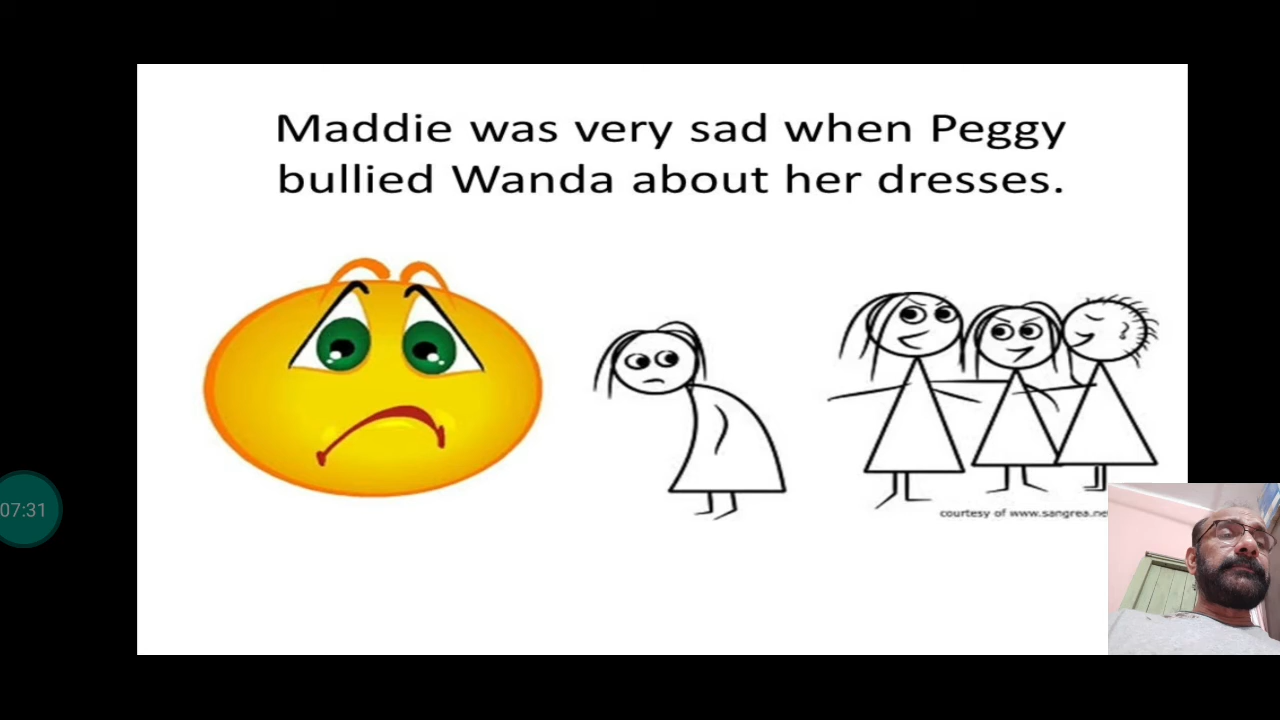 Maddie was very sad when Peggy
bullied Wanda about her dresses.
07:31
courtesy of www.sangrea.ne